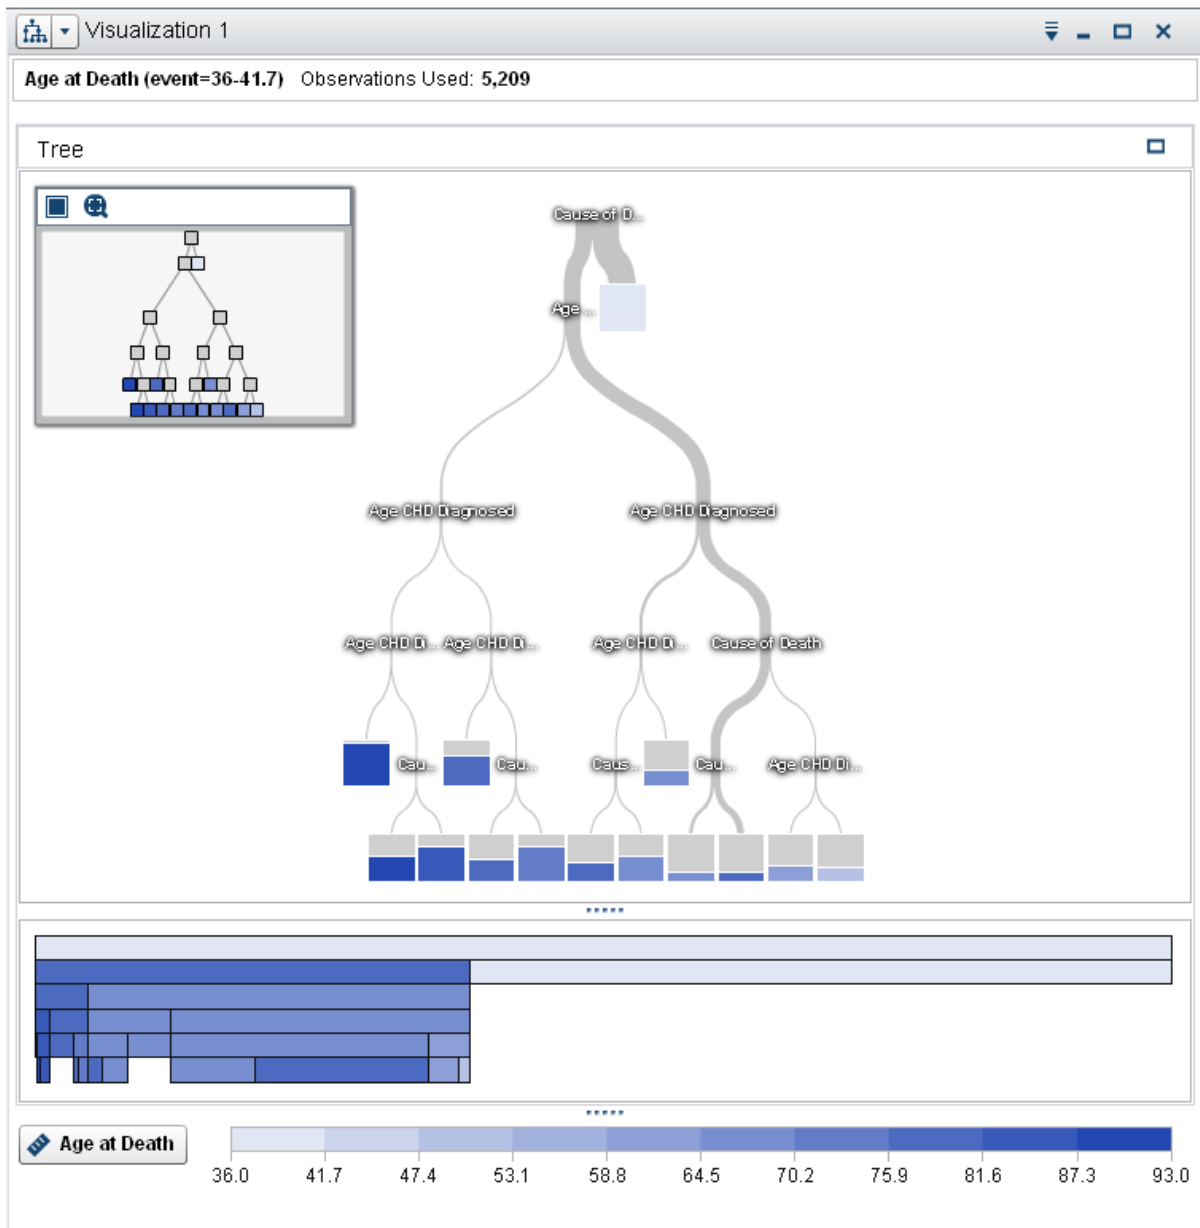 Visualization 1
Age at Death (event=36-41.7) Observations Used: 5,209
Tree
Cause of D...
Age ...
Age CHD Diagnosed Age CHD Diagnosed
Age CHD Di... Age CHD Di... Age CHD Di... Cause of Death
Cau... Cau... Caus... Cau... Age CHD Di...
Age at Death
36.0 41.7 47.4 53.1 58.8 64.5 70.2 75.9 81.6 87.3 93.0